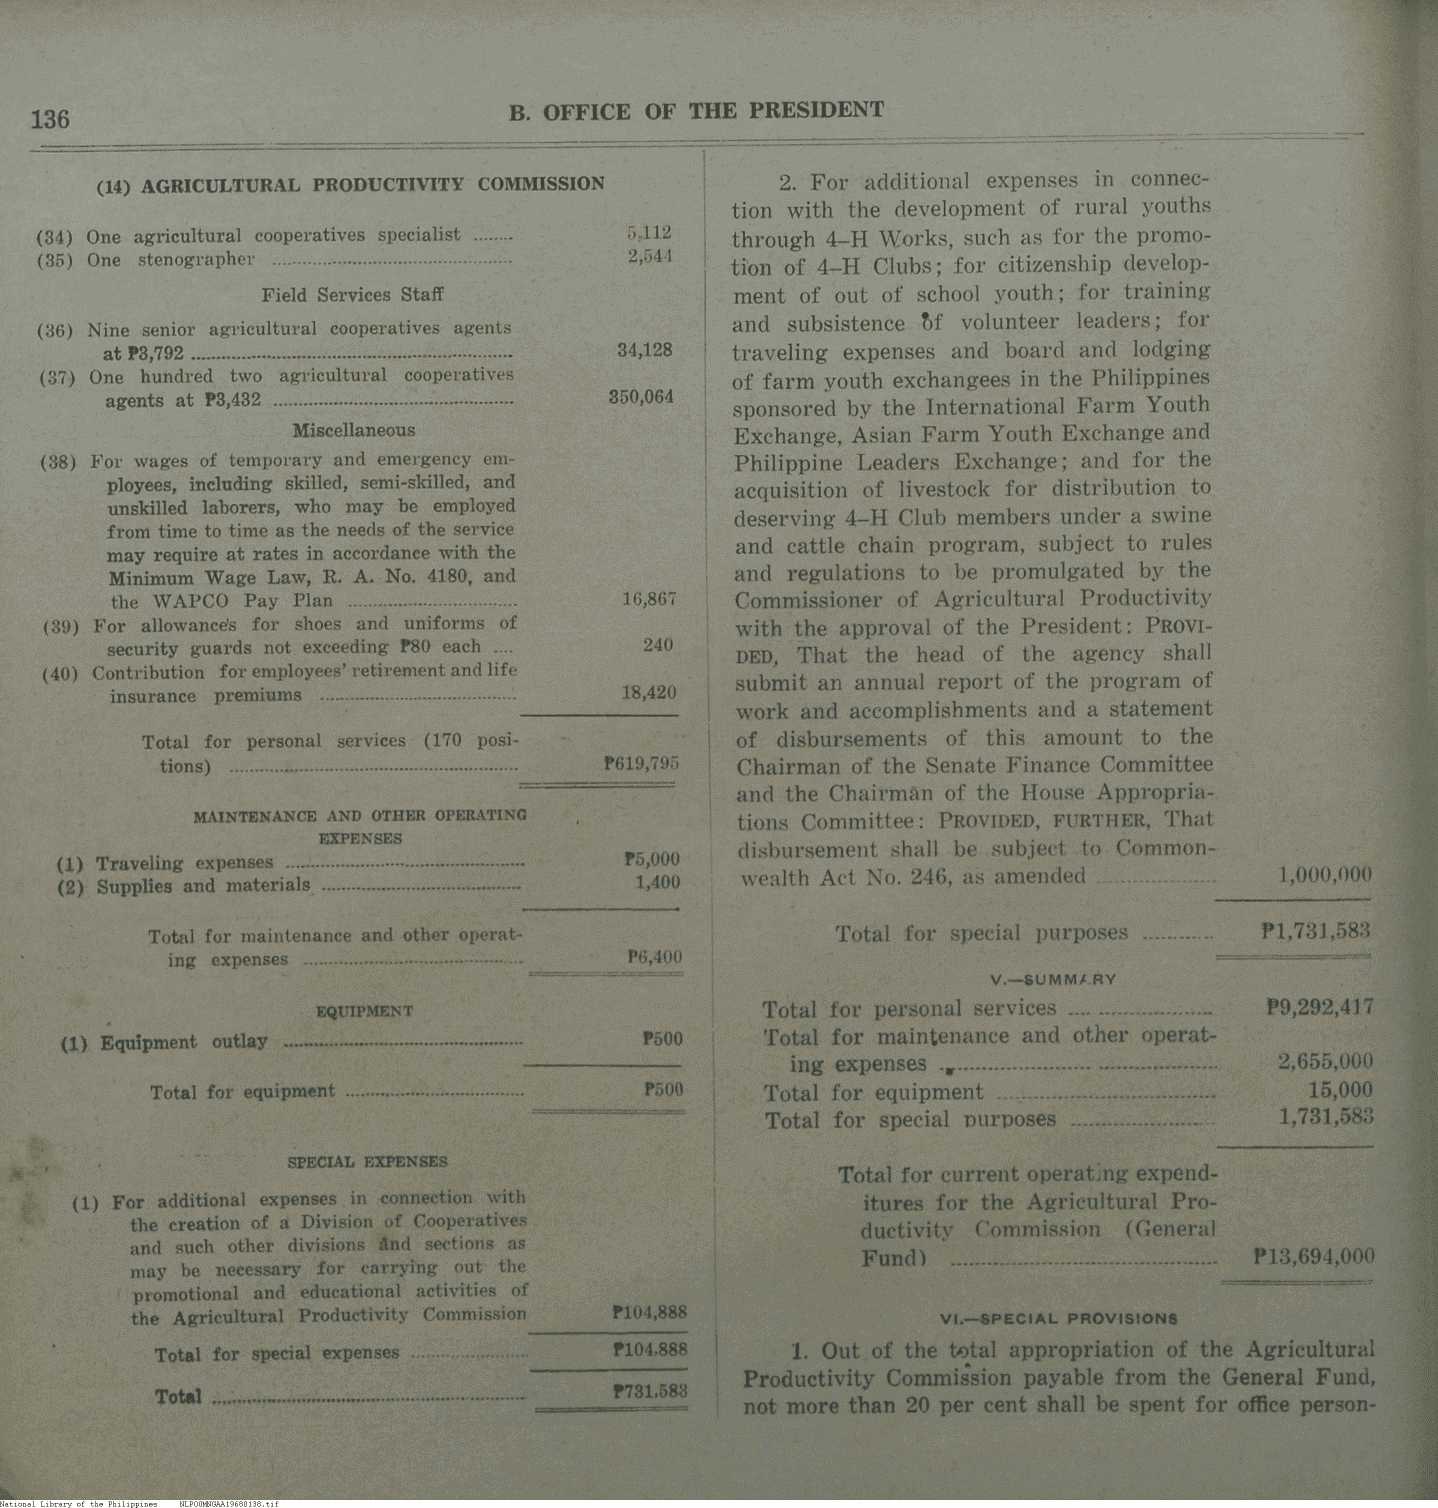 136
B. OFFICE OF THE PRESIDENT
(14) AGRICULTURAL PRODUCTIVITY COMMISSION
(34) One agricultural cooperatives specialist ........ 5,112
(35) One stenographer ........ 2,544
Field Services Staff
(36) Nine senior agricultural cooperatives agents
at ₱3,792 ........ 34,128
(37) One hundred two agricultural cooperatives
agents at ₱3,432 ........ 350,064
Miscellaneous
(38) For wages of temporary and emergency em-
ployees, including skilled, semi-skilled, and
unskilled laborers, who may be employed
from time to time as the needs of the service
may require at rates in accordance with the
Minimum Wage Law, R. A. No. 4180, and
the WAPCO Pay Plan ........ 16,867
(39) For allowance's for shoes and uniforms of
security guards not exceeding ₱80 each .... 240
(40) Contribution for employees' retirement and life
insurance premiums ........ 18,420
Total for personal services (170 posi-
tions) ........ ₱619,795
MAINTENANCE AND OTHER OPERATING
EXPENSES
(1) Traveling expenses ........ ₱5,000
(2) Supplies and materials ........ 1,400
Total for maintenance and other operat-
ing expenses ........ ₱6,400
EQUIPMENT
(1) Equipment outlay ........ ₱500
Total for equipment ........ ₱500
SPECIAL EXPENSES
(1) For additional expenses in connection with
the creation of a Division of Cooperatives
and such other divisions and sections as
may be necessary for carrying out the
promotional and educational activities of
the Agricultural Productivity Commission ₱104,888
Total for special expenses ........ ₱104.888
Total ........ ₱731.583
2. For additional expenses in connec-
tion with the development of rural youths
through 4–H Works, such as for the promo-
tion of 4–H Clubs; for citizenship develop-
ment of out of school youth; for training
and subsistence of volunteer leaders; for
traveling expenses and board and lodging
of farm youth exchangees in the Philippines
sponsored by the International Farm Youth
Exchange, Asian Farm Youth Exchange and
Philippine Leaders Exchange; and for the
acquisition of livestock for distribution to
deserving 4–H Club members under a swine
and cattle chain program, subject to rules
and regulations to be promulgated by the
Commissioner of Agricultural Productivity
with the approval of the President: PROVI-
DED, That the head of the agency shall
submit an annual report of the program of
work and accomplishments and a statement
of disbursements of this amount to the
Chairman of the Senate Finance Committee
and the Chairman of the House Appropria-
tions Committee: PROVIDED, FURTHER, That
disbursement shall be subject to Common-
wealth Act No. 246, as amended ........ 1,000,000
Total for special purposes ........ ₱1,731,583
V.—SUMMARY
Total for personal services ........ ₱9,292,417
Total for maintenance and other operat-
ing expenses ........ 2,655,000
Total for equipment ........ 15,000
Total for special purposes ........ 1,731,583
Total for current operating expend-
itures for the Agricultural Pro-
ductivity Commission (General
Fund) ........ ₱13,694,000
VI.—SPECIAL PROVISIONS
1. Out of the total appropriation of the Agricultural
Productivity Commission payable from the General Fund,
not more than 20 per cent shall be spent for office person-
National Library of the Philippines NLPOOMNGAA19680138.tif